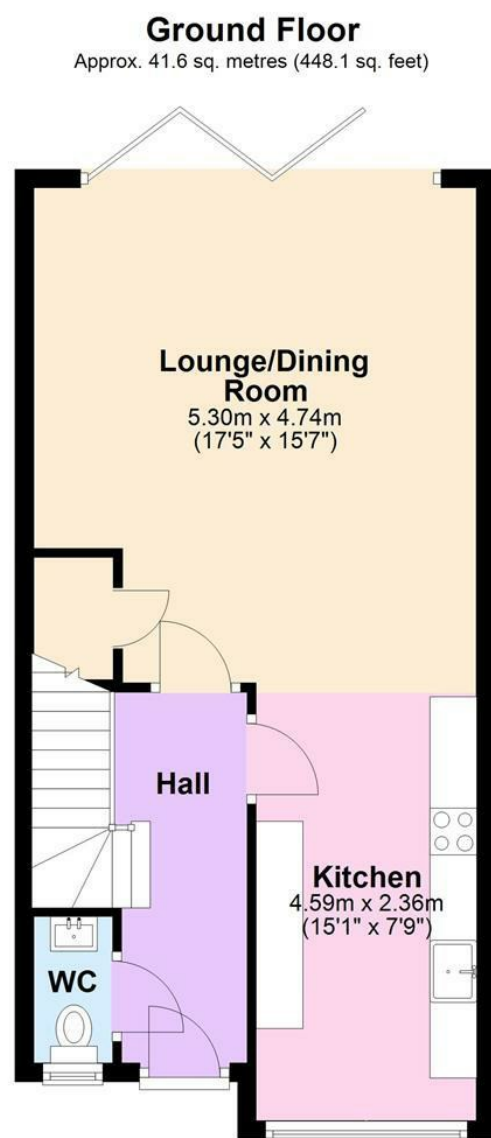 Ground Floor
Approx. 41.6 sq. metres (448.1 sq. feet)
Lounge/Dining
Room
5.30m x 4.74m
(17'5" x 15'7")
Hall
Kitchen
4.59m x 2.36m
(15'1" x 7'9")
WC